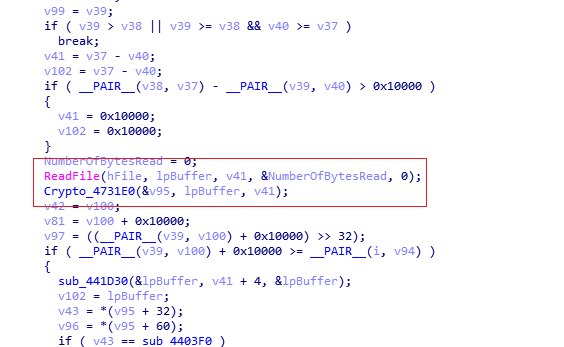 v99 = v39;
if ( v39 > v38 || v39 >= v38 && v40 >= v37 )
break;
v41 = v37 - v40;
v102 = v37 - v40;
if ( __PAIR__(v38, v37) - __PAIR__(v39, v40) > 0x10000 )
{
v41 = 0x10000;
v102 = 0x10000;
}
NumberOfBytesRead = 0;
ReadFile(hFile, lpBuffer, v41, &NumberOfBytesRead, 0);
Crypto_4731E0(&v95, lpBuffer, v41);
v42 = v100;
v81 = v100 + 0x10000;
v97 = ((__PAIR__(v39, v100) + 0x10000) >> 32);
if ( __PAIR__(v39, v100) + 0x10000 >= __PAIR__(i, v94) )
{
sub_441D30(&lpBuffer, v41 + 4, &lpBuffer);
v102 = lpBuffer;
v43 = *(v95 + 32);
v96 = *(v95 + 60);
if ( v43 == sub_4403F0 )